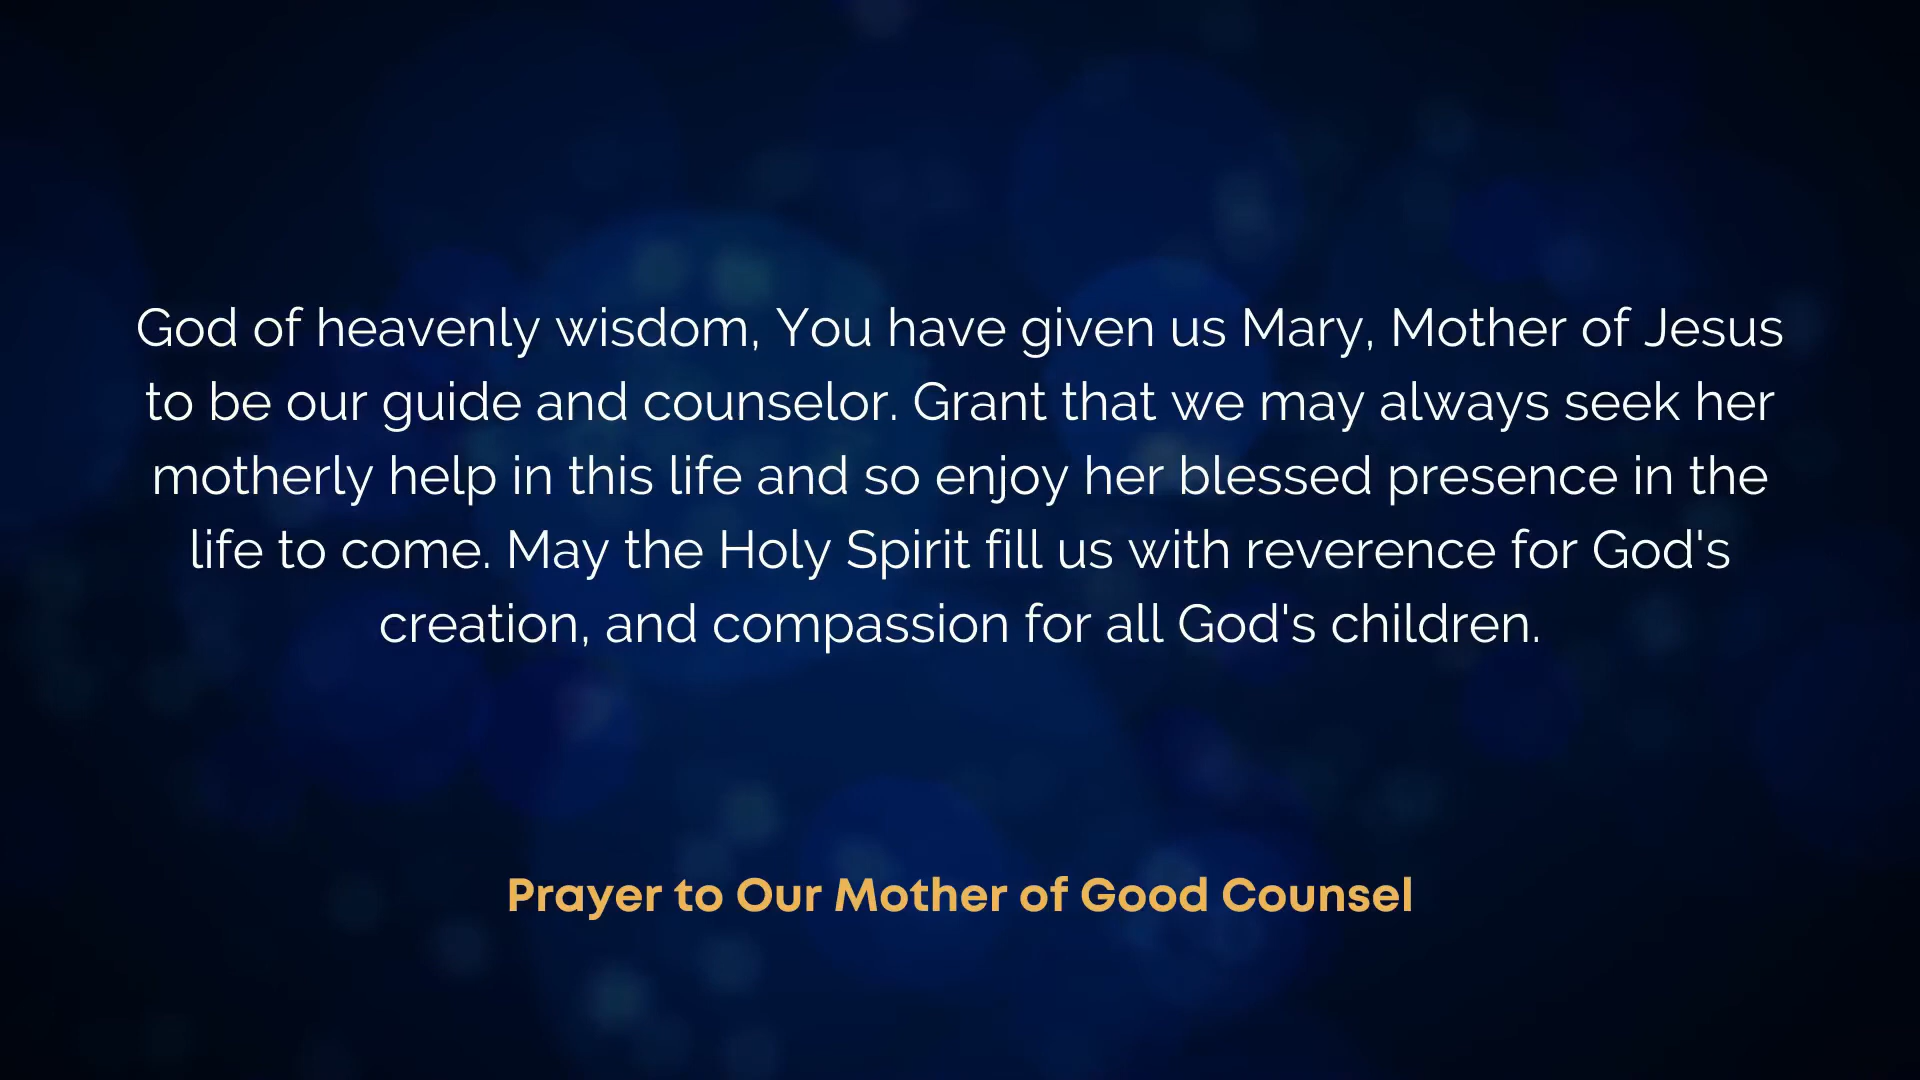 God of heavenly wisdom, You have given us Mary, Mother of Jesus
to be our guide and counselor. Grant that we may always seek her
motherly help in this life and so enjoy her blessed presence in the
life to come. May the Holy Spirit fill us with reverence for God's
creation, and compassion for all God's children.
Prayer to Our Mother of Good Counsel